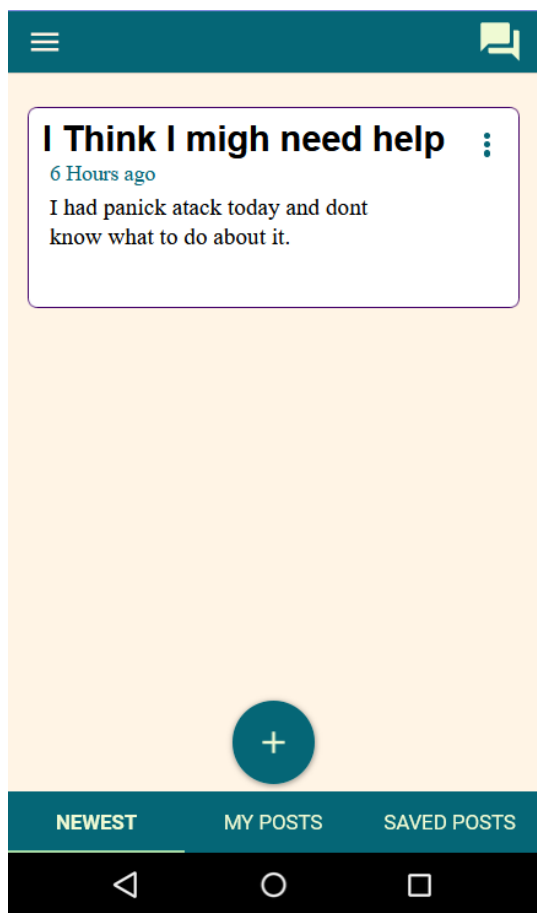 I Think I migh need help
6 Hours ago
I had panick atack today and dont
know what to do about it.
NEWEST MY POSTS SAVED POSTS